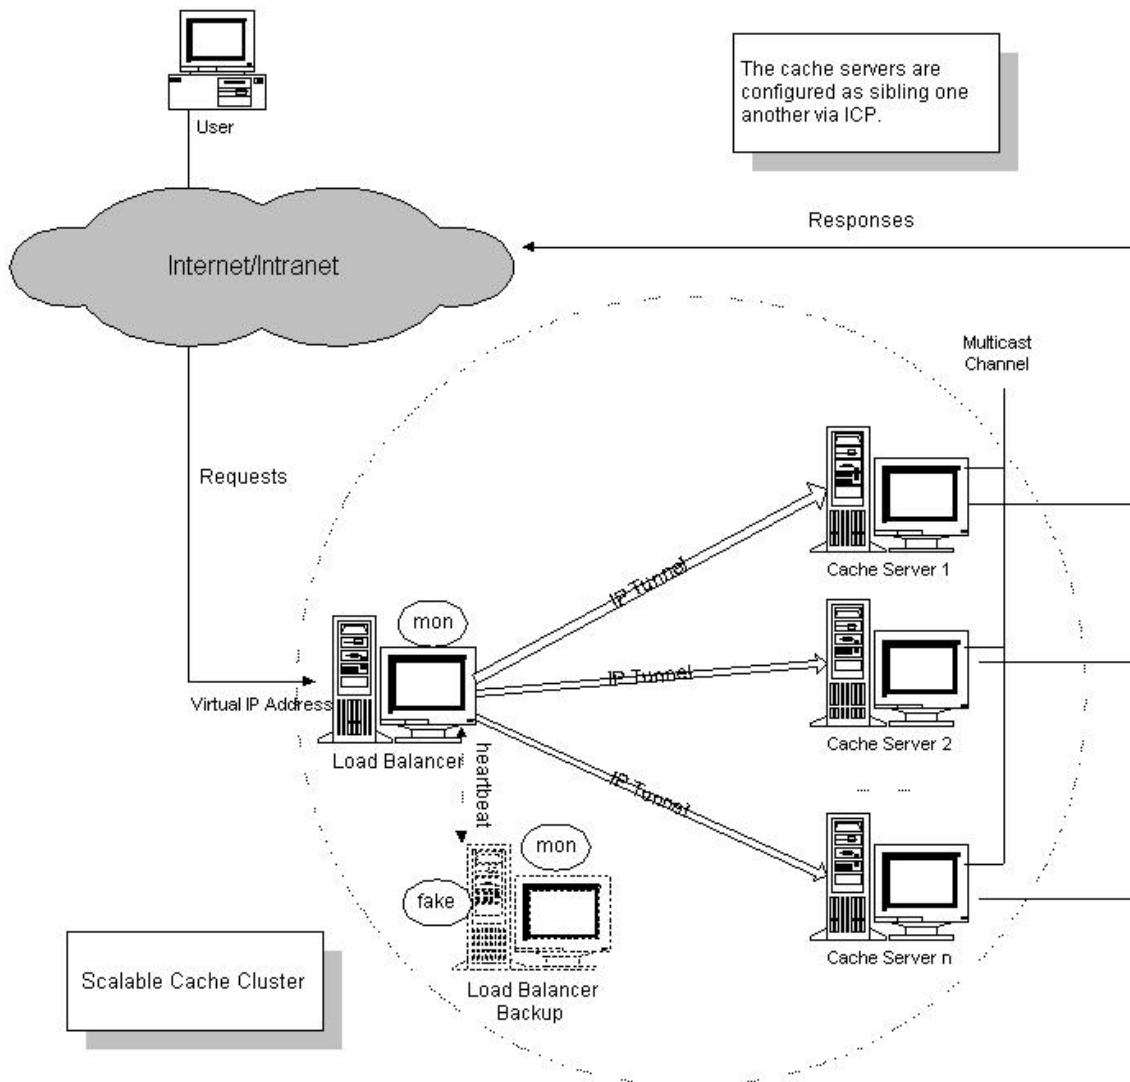 User
The cache servers are
configured as sibling one
another via ICP.
Responses
Internet/Intranet
Multicast
Channel
Requests
Cache Server 1
IP Tunnel
mon
IP Tunnel
Virtual IP Address
Cache Server 2
Load Balancer
heartbeat
IP Tunnel
mon
fake
Cache Server n
Scalable Cache Cluster
Load Balancer
Backup